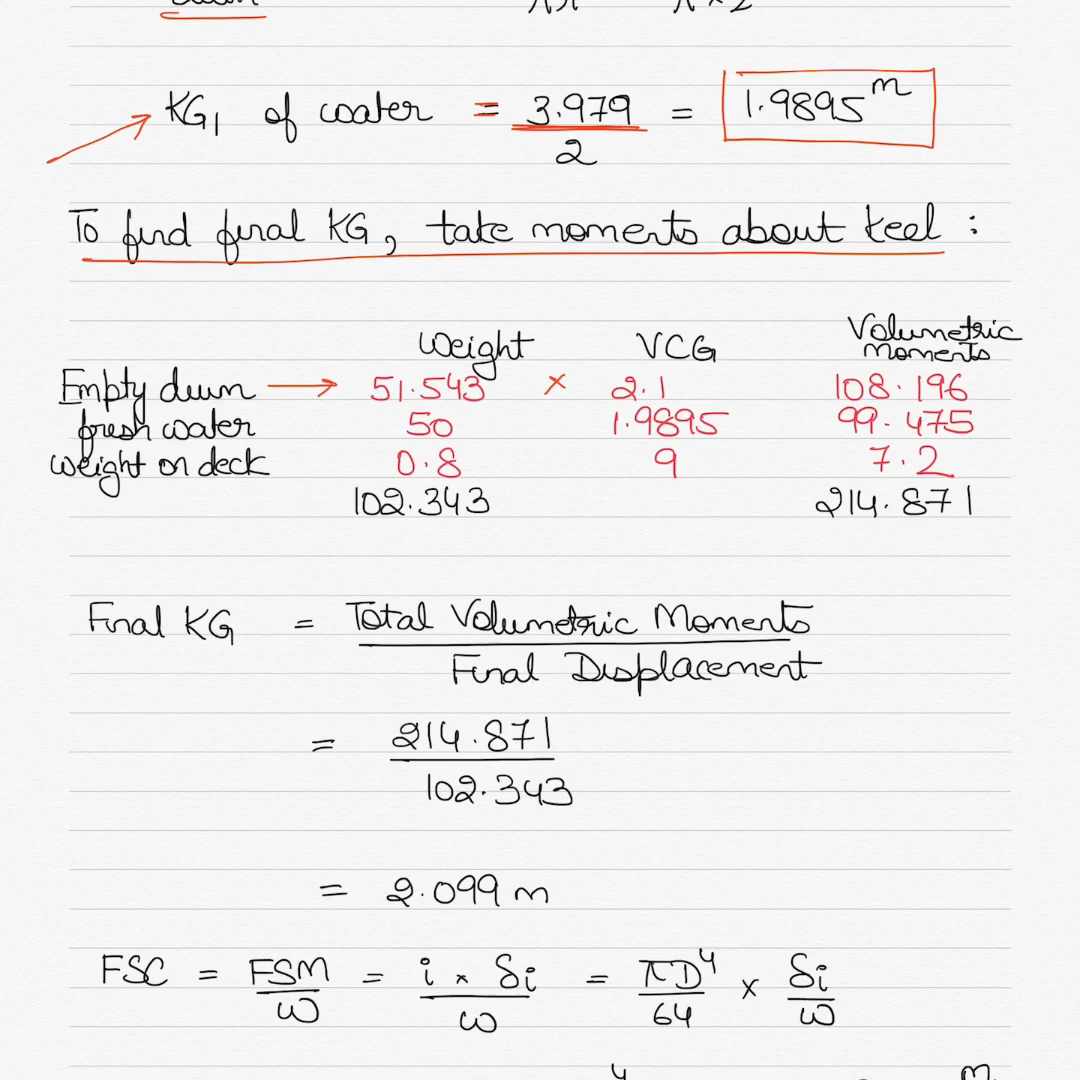 KG₁ of water = 3.979 / 2 = 1.9895 m
To find final KG, take moments about keel :
Weight VCG Volumetric Moments
Empty drum → 51.543 × 2.1 108.196
fresh water 50 1.9895 99.475
weight on deck 0.8 9 7.2
102.343 214.871
Final KG = Total Volumetric Moments / Final Displacement
= 214.871 / 102.343
= 2.099 m
FSC = FSM / W = i × δi / W = πD⁴ / 64 × δi / W